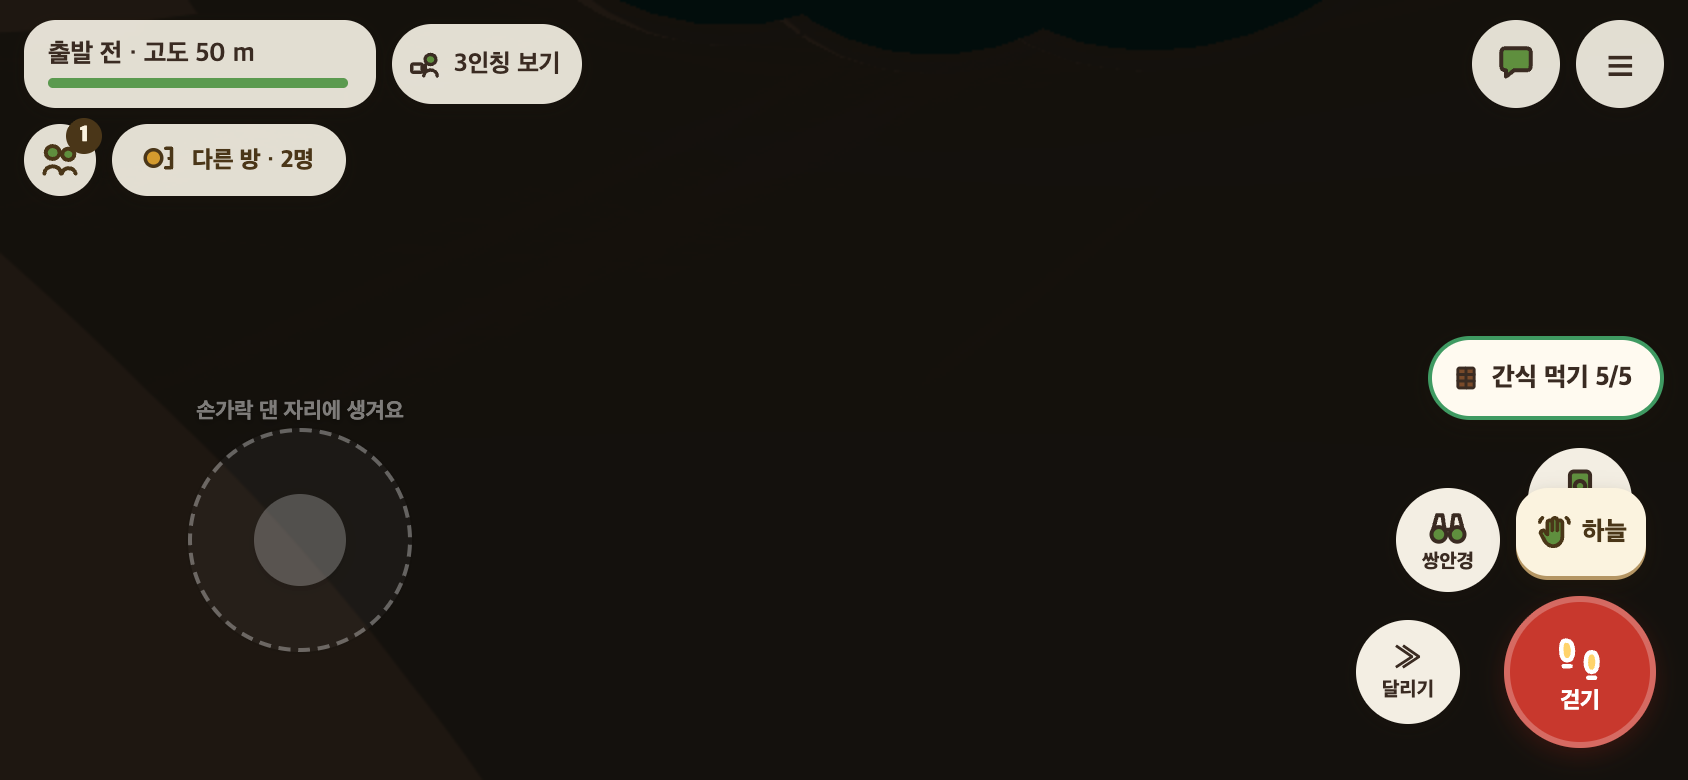 출발 전 · 고도 50 m
3인칭 보기
1
다른 방 · 2명
손가락 댄 자리에 생겨요
간식 먹기 5/5
하늘
쌍안경
달리기
걷기